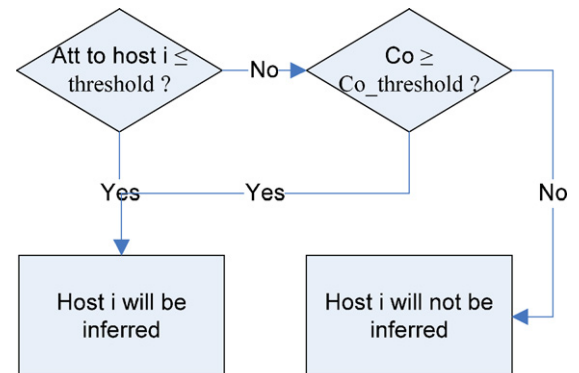 Att to host i ≤
threshold ?
No
Co ≥
Co_threshold ?
Yes
Yes
No
Host i will be
inferred
Host i will not be
inferred